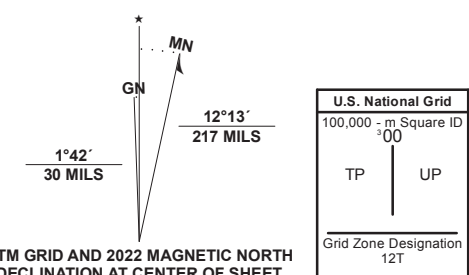 ★
MN
GN
12°13´
217 MILS
1°42´
30 MILS
TM GRID AND 2022 MAGNETIC NORTH
DECLINATION AT CENTER OF SHEET
U.S. National Grid
100,000 - m Square ID
³00
TP UP
Grid Zone Designation
12T